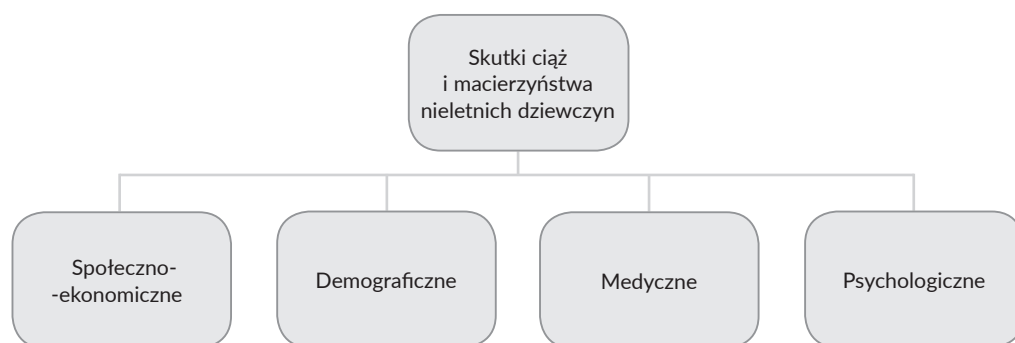 Skutki ciąż
i macierzyństwa
nieletnich dziewczyn
Społeczno-
-ekonomiczne
Demograficzne
Medyczne
Psychologiczne